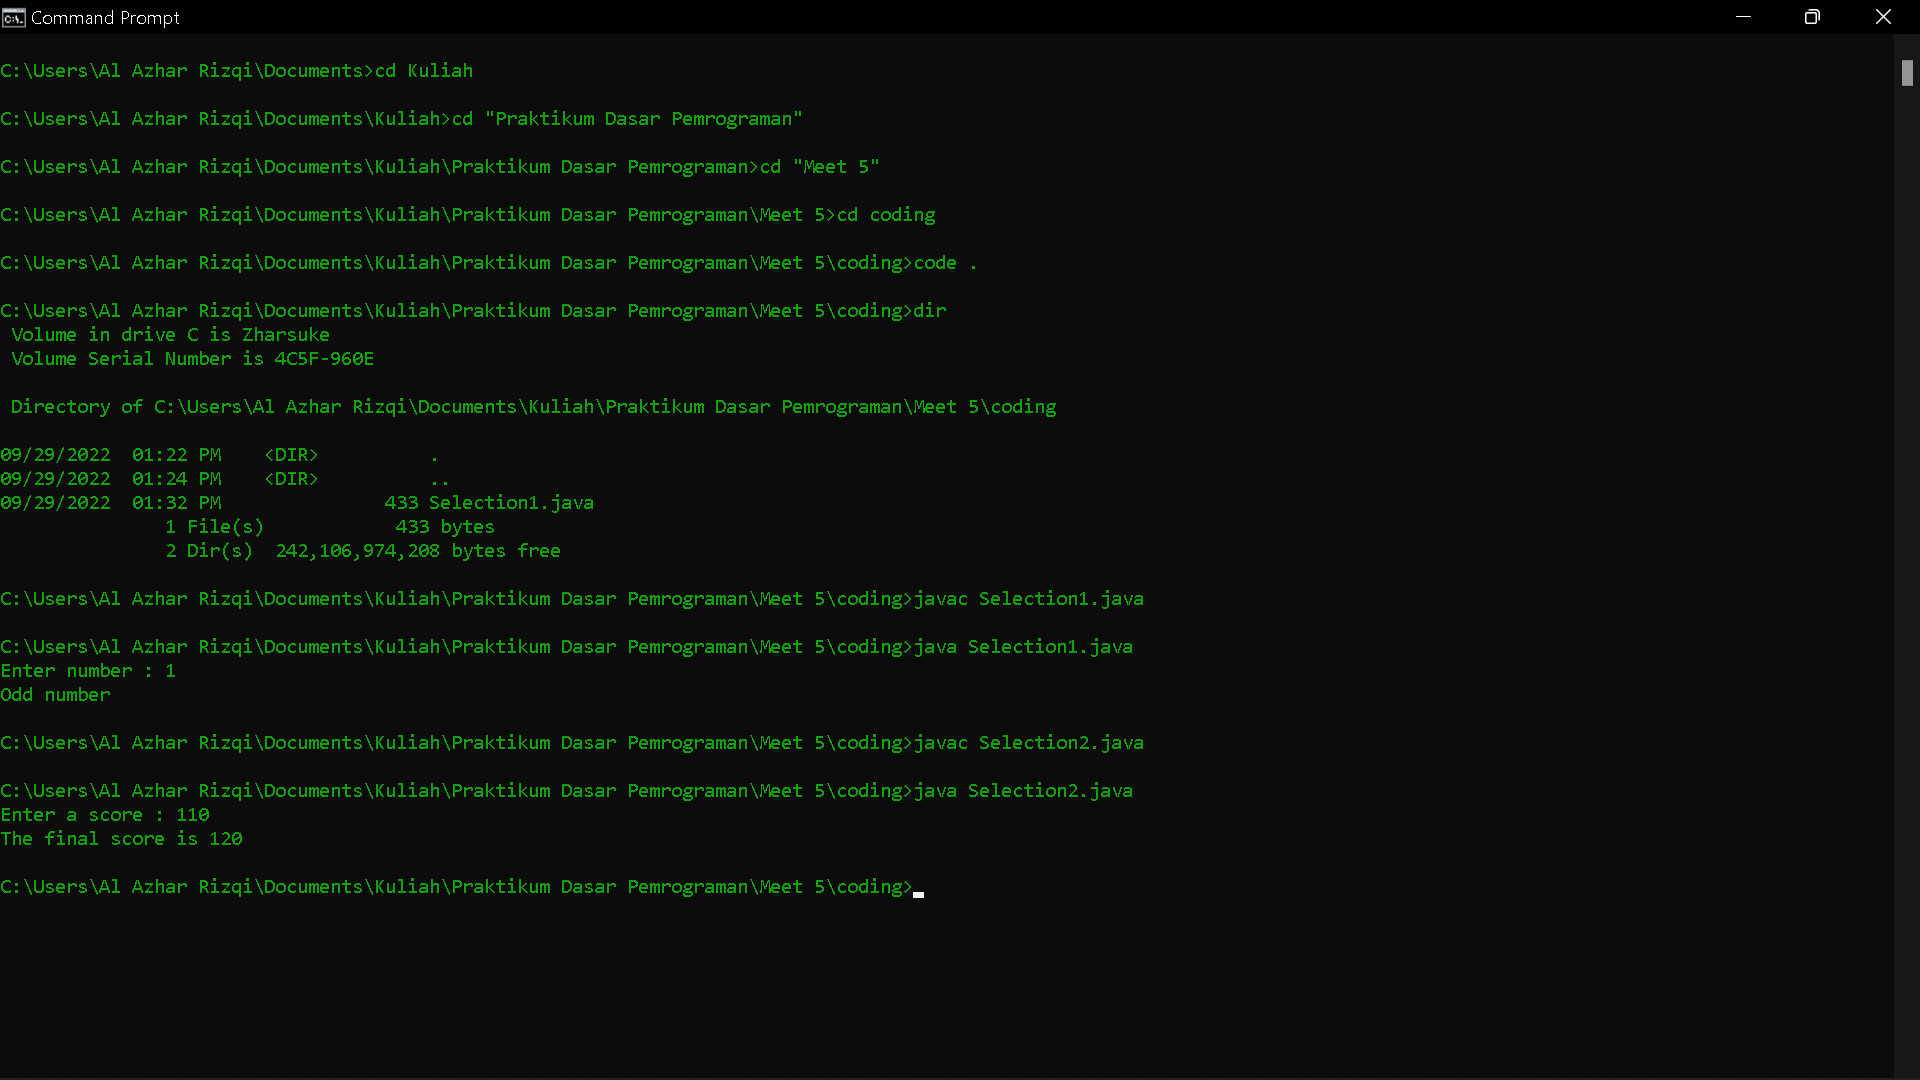 Command Prompt
C:\Users\Al Azhar Rizqi\Documents>cd Kuliah
C:\Users\Al Azhar Rizqi\Documents\Kuliah>cd "Praktikum Dasar Pemrograman"
C:\Users\Al Azhar Rizqi\Documents\Kuliah\Praktikum Dasar Pemrograman>cd "Meet 5"
C:\Users\Al Azhar Rizqi\Documents\Kuliah\Praktikum Dasar Pemrograman\Meet 5>cd coding
C:\Users\Al Azhar Rizqi\Documents\Kuliah\Praktikum Dasar Pemrograman\Meet 5\coding>code .
C:\Users\Al Azhar Rizqi\Documents\Kuliah\Praktikum Dasar Pemrograman\Meet 5\coding>dir
 Volume in drive C is Zharsuke
 Volume Serial Number is 4C5F-960E
 Directory of C:\Users\Al Azhar Rizqi\Documents\Kuliah\Praktikum Dasar Pemrograman\Meet 5\coding
09/29/2022  01:22 PM    <DIR>          .
09/29/2022  01:24 PM    <DIR>          ..
09/29/2022  01:32 PM               433 Selection1.java
               1 File(s)            433 bytes
               2 Dir(s)  242,106,974,208 bytes free
C:\Users\Al Azhar Rizqi\Documents\Kuliah\Praktikum Dasar Pemrograman\Meet 5\coding>javac Selection1.java
C:\Users\Al Azhar Rizqi\Documents\Kuliah\Praktikum Dasar Pemrograman\Meet 5\coding>java Selection1.java
Enter number : 1
Odd number
C:\Users\Al Azhar Rizqi\Documents\Kuliah\Praktikum Dasar Pemrograman\Meet 5\coding>javac Selection2.java
C:\Users\Al Azhar Rizqi\Documents\Kuliah\Praktikum Dasar Pemrograman\Meet 5\coding>java Selection2.java
Enter a score : 110
The final score is 120
C:\Users\Al Azhar Rizqi\Documents\Kuliah\Praktikum Dasar Pemrograman\Meet 5\coding>